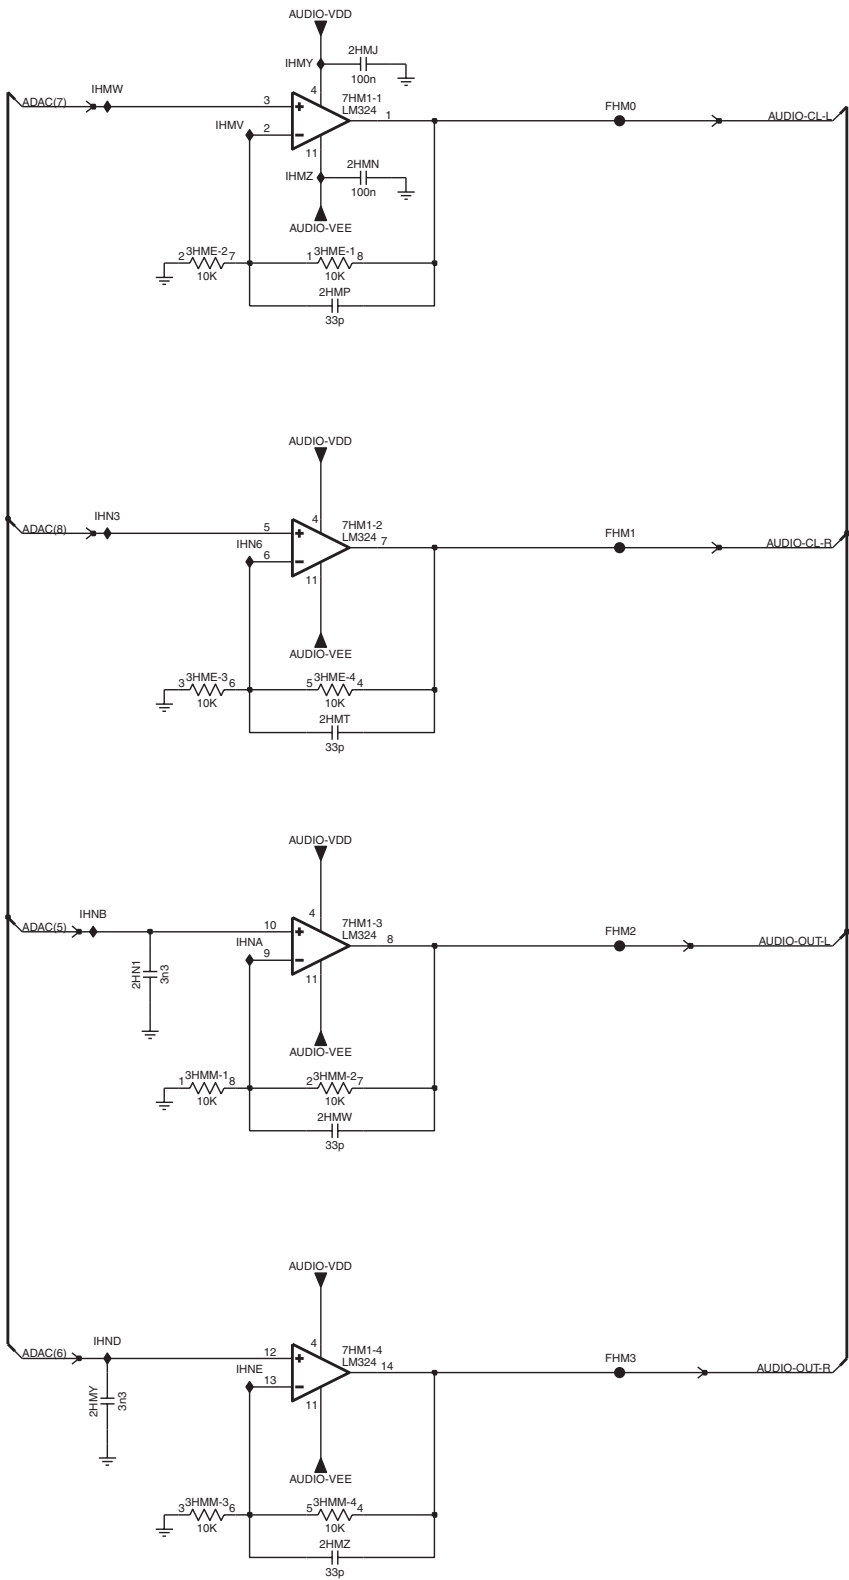 AUDIO-VDD
2HMJ
IHMY
100n
IHMW
ADAC(7)
4
3
7HM1-1
LM324
1
FHM0
AUDIO-CL-L
IHMV
2
11
2HMN
IHMZ
100n
AUDIO-VEE
2 3HME-2 7
10K
1 3HME-1 8
10K
2HMP
33p
AUDIO-VDD
IHN3
ADAC(8)
4
5
7HM1-2
LM324
7
FHM1
AUDIO-CL-R
IHN6
6
11
AUDIO-VEE
3 3HME-3 6
10K
5 3HME-4 4
10K
2HMT
33p
AUDIO-VDD
IHNB
ADAC(5)
4
10
7HM1-3
LM324
8
FHM2
AUDIO-OUT-L
IHNA
9
2HN1
3n3
11
AUDIO-VEE
1 3HMM-1 8
10K
2 3HMM-2 7
10K
2HMW
33p
AUDIO-VDD
IHND
ADAC(6)
4
12
7HM1-4
LM324
14
FHM3
AUDIO-OUT-R
IHNE
13
2HMY
3n3
11
AUDIO-VEE
3 3HMM-3 6
10K
5 3HMM-4 4
10K
2HMZ
33p